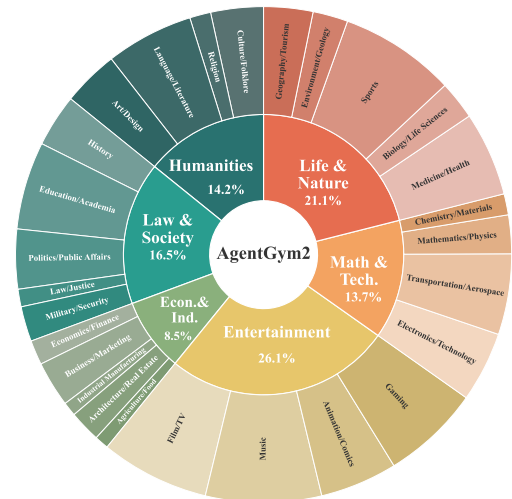 AgentGym2
Life &
Nature
21.1%
Math &
Tech.
13.7%
Entertainment
26.1%
Econ.&
Ind.
8.5%
Law &
Society
16.5%
Humanities
14.2%
Geography/Tourism
Environment/Geology
Sports
Biology/Life Sciences
Medicine/Health
Chemistry/Materials
Mathematics/Physics
Transportation/Aerospace
Electronics/Technology
Gaming
Animation/Comics
Music
Film/TV
Agriculture/Food
Architecture/Real Estate
Industrial Manufacturing
Business/Marketing
Economics/Finance
Military/Security
Law/Justice
Politics/Public Affairs
Education/Academia
History
Art/Design
Language/Literature
Religion
Culture/Folklore